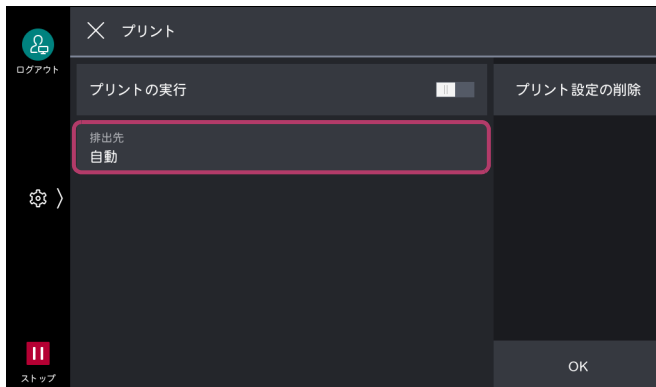 プリント
ログアウト
プリントの実行
プリント設定の削除
排出先
自動
OK
ストップ